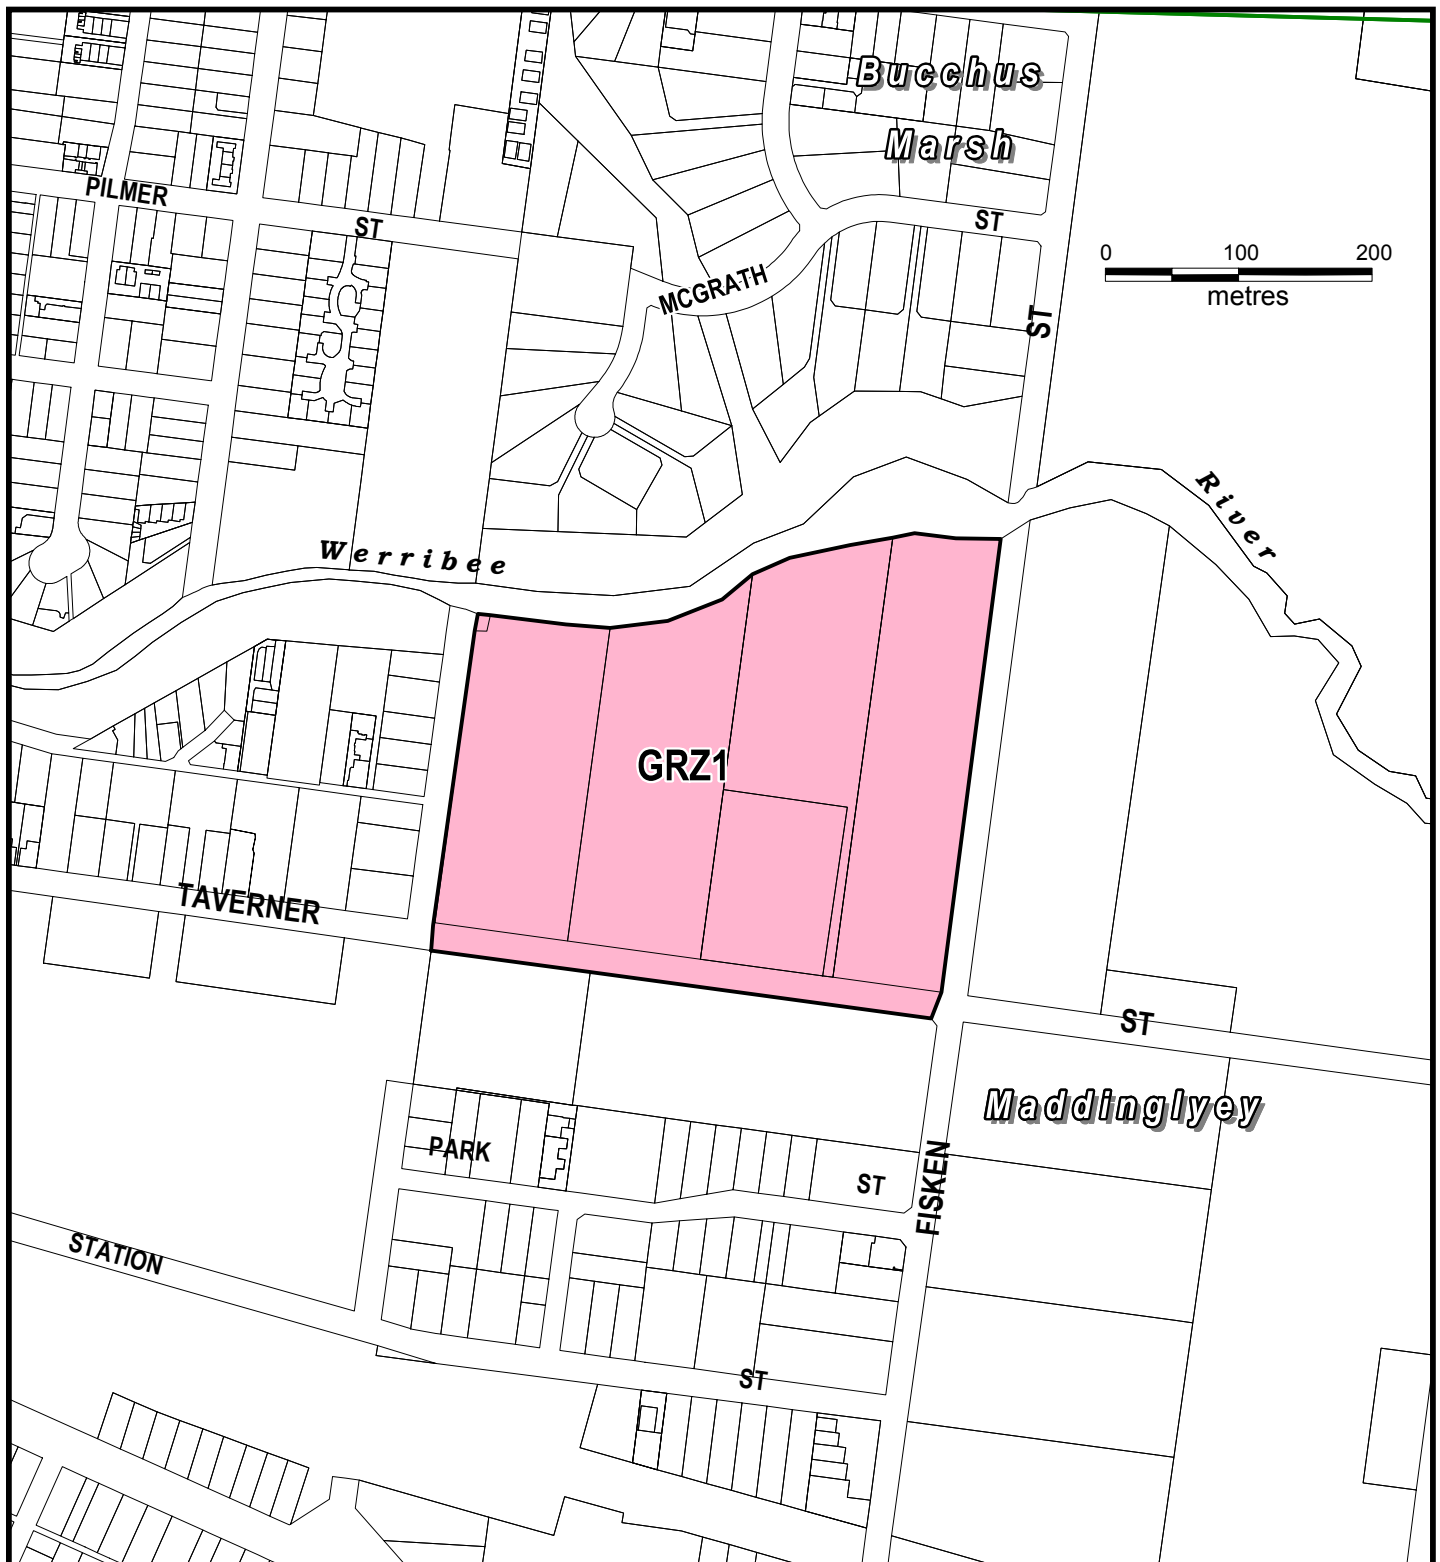 Bucchus
Marsh
PILMER
ST
ST
MCGRATH
0 100 200
metres
ST
River
Werribee
GRZ1
TAVERNER
ST
Maddinglyey
PARK
ST
FISKEN
STATION
ST